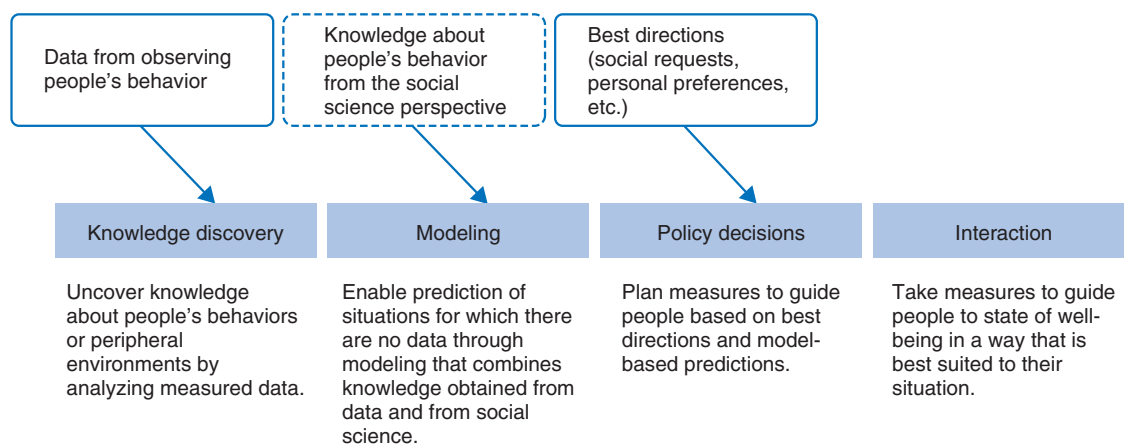 Data from observing
people's behavior
Knowledge about
people's behavior
from the social
science perspective
Best directions
(social requests,
personal preferences,
etc.)
Knowledge discovery
Modeling
Policy decisions
Interaction
Uncover knowledge
about people's behaviors
or peripheral
environments by
analyzing measured data.
Enable prediction of
situations for which there
are no data through
modeling that combines
knowledge obtained from
data and from social
science.
Plan measures to guide
people based on best
directions and model-
based predictions.
Take measures to guide
people to state of well-
being in a way that is
best suited to their
situation.